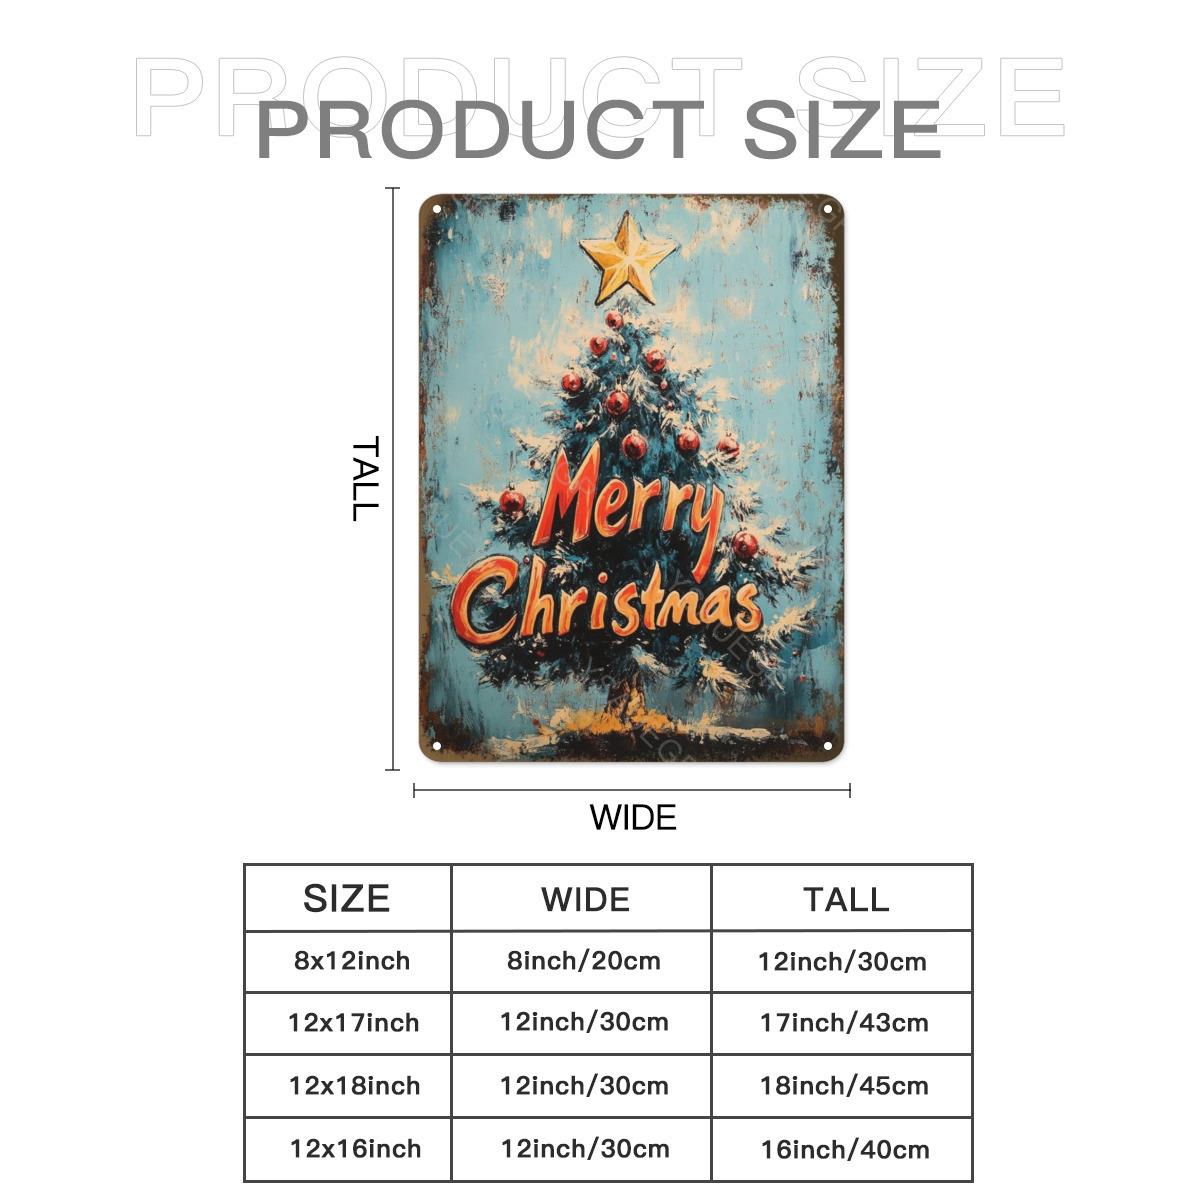 PRODUCT SIZE
PRODUCT SIZE
TALL
Merry
Christmas
WIDE
SIZE WIDE TALL
8x12inch 8inch/20cm 12inch/30cm
12x17inch 12inch/30cm 17inch/43cm
12x18inch 12inch/30cm 18inch/45cm
12x16inch 12inch/30cm 16inch/40cm